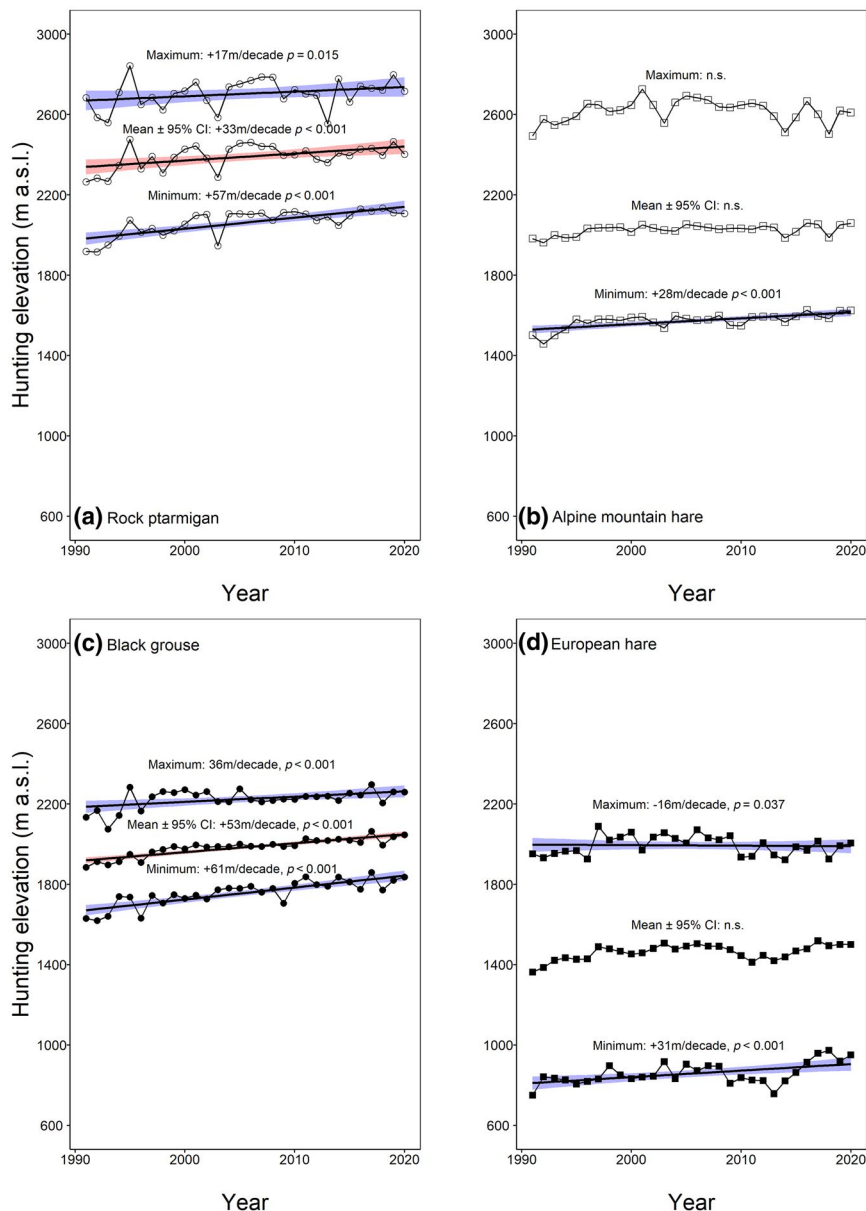 3000
2600
2200
1800
1400
1000
600
Hunting elevation (m a.s.l.)
Maximum: +17m/decade p = 0.015
Mean ± 95% CI: +33m/decade p < 0.001
Minimum: +57m/decade p < 0.001
(a) Rock ptarmigan
1990
2000
2010
2020
Year
3000
2600
2200
1800
1400
1000
600
Maximum: n.s.
Mean ± 95% CI: n.s.
Minimum: +28m/decade p < 0.001
(b) Alpine mountain hare
1990
2000
2010
2020
Year
3000
2600
2200
1800
1400
1000
600
Hunting elevation (m a.s.l.)
(c) Black grouse
Maximum: 36m/decade, p < 0.001
Mean ± 95% CI: +53m/decade, p < 0.001
Minimum: +61m/decade, p < 0.001
1990
2000
2010
2020
Year
3000
2600
2200
1800
1400
1000
600
(d) European hare
Maximum: -16m/decade, p = 0.037
Mean ± 95% CI: n.s.
Minimum: +31m/decade, p < 0.001
1990
2000
2010
2020
Year